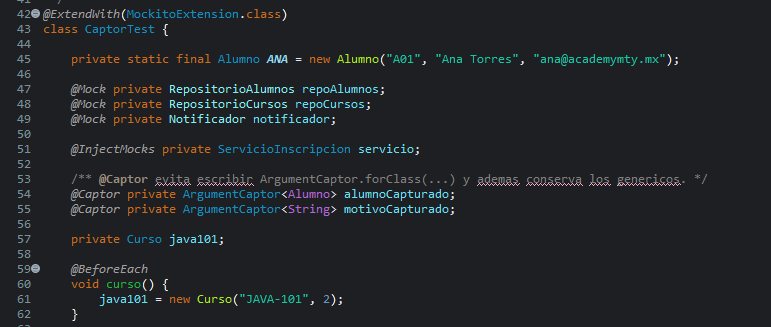 42 @ExtendWith(MockitoExtension.class)
43 class CaptorTest {
44
45     private static final Alumno ANA = new Alumno("A01", "Ana Torres", "ana@academymty.mx");
46
47     @Mock private RepositorioAlumnos repoAlumnos;
48     @Mock private RepositorioCursos repoCursos;
49     @Mock private Notificador notificador;
50
51     @InjectMocks private ServicioInscripcion servicio;
52
53     /** @Captor evita escribir ArgumentCaptor.forClass(...) y ademas conserva los genericos. */
54     @Captor private ArgumentCaptor<Alumno> alumnoCapturado;
55     @Captor private ArgumentCaptor<String> motivoCapturado;
56
57     private Curso java101;
58
59     @BeforeEach
60     void curso() {
61         java101 = new Curso("JAVA-101", 2);
62     }